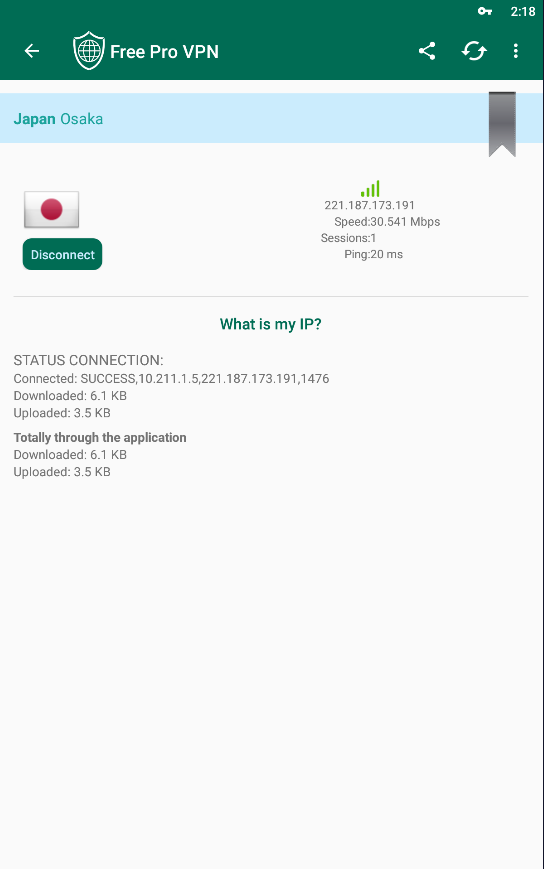 2:18
Free Pro VPN
Japan Osaka
221.187.173.191
Speed:30.541 Mbps
Sessions:1
Ping:20 ms
Disconnect
What is my IP?
STATUS CONNECTION:
Connected: SUCCESS,10.211.1.5,221.187.173.191,1476
Downloaded: 6.1 KB
Uploaded: 3.5 KB
Totally through the application
Downloaded: 6.1 KB
Uploaded: 3.5 KB